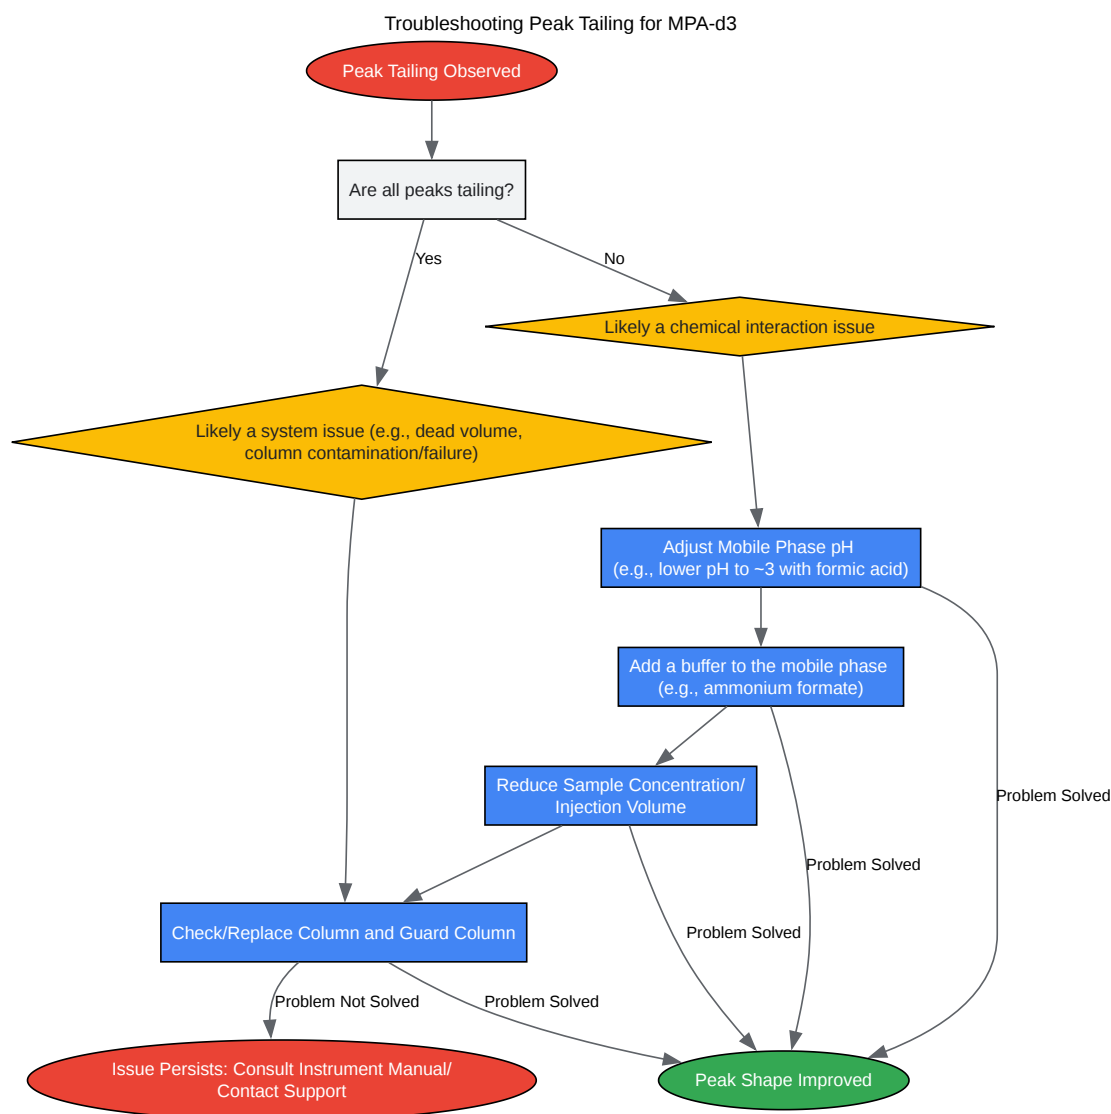 Troubleshooting Peak Tailing for MPA-d3
Peak Tailing Observed
Are all peaks tailing?
Yes
No
Likely a chemical interaction issue
Likely a system issue (e.g., dead volume,
column contamination/failure)
Adjust Mobile Phase pH
(e.g., lower pH to ~3 with formic acid)
Add a buffer to the mobile phase
(e.g., ammonium formate)
Reduce Sample Concentration/
Injection Volume
Problem Solved
Problem Solved
Problem Solved
Check/Replace Column and Guard Column
Problem Not Solved
Problem Solved
Issue Persists: Consult Instrument Manual/
Contact Support
Peak Shape Improved